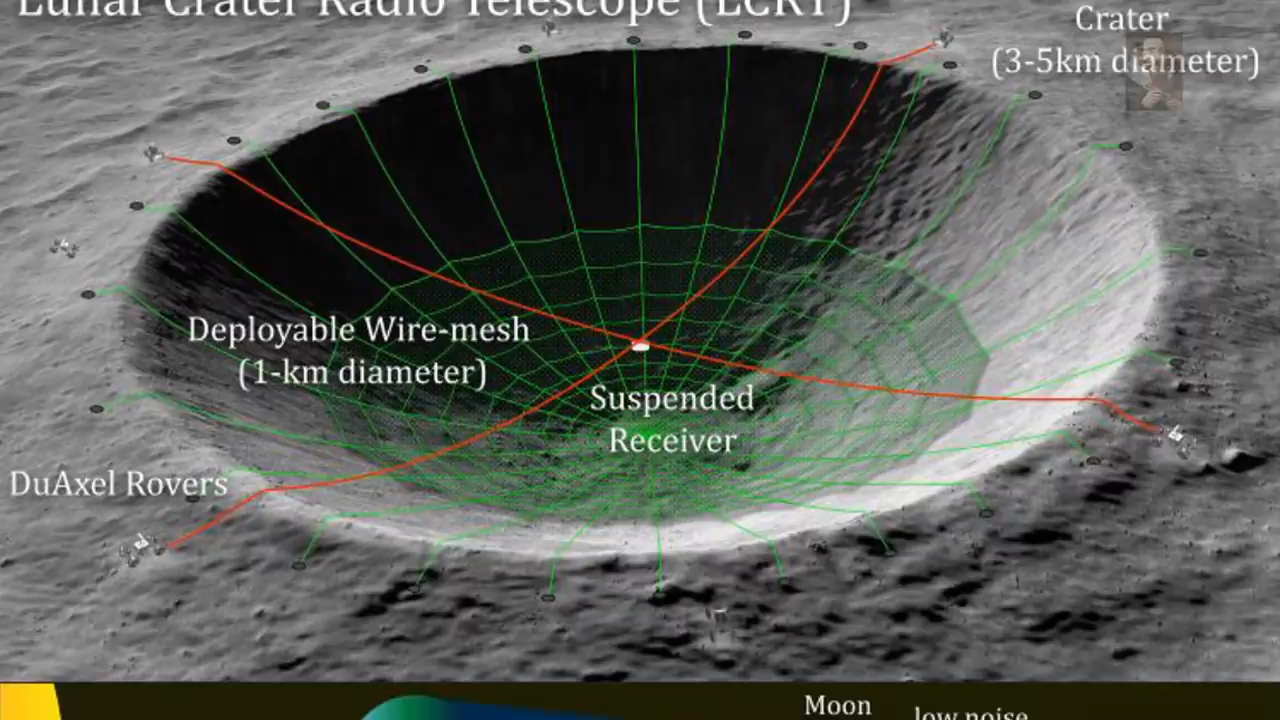 Lunar Crater Radio Telescope (LCRT)
Crater
(3-5km diameter)
Deployable Wire-mesh
(1-km diameter)
Suspended
Receiver
DuAxel Rovers
Moon
low noise